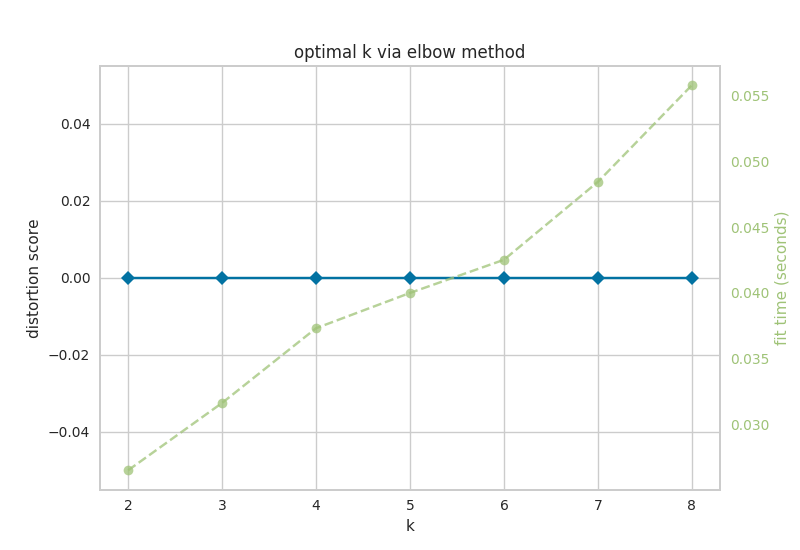 optimal k via elbow method
0.04
0.02
0.00
−0.02
−0.04
distortion score
2 3 4 5 6 7 8
k
0.055
0.050
0.045
0.040
0.035
0.030
fit time (seconds)